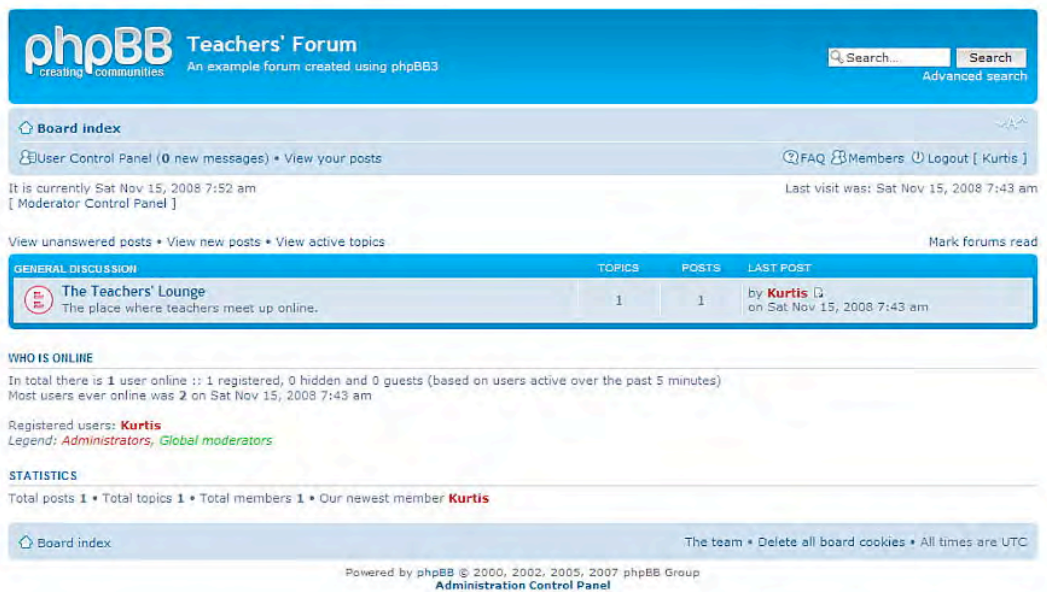 phpBB
creating communities
Teachers' Forum
An example forum created using phpBB3
Search...
Search
Advanced search
Board index
User Control Panel (0 new messages) • View your posts
FAQ Members Logout [ Kurtis ]
It is currently Sat Nov 15, 2008 7:52 am
Last visit was: Sat Nov 15, 2008 7:43 am
[ Moderator Control Panel ]
View unanswered posts • View new posts • View active topics
Mark forums read
GENERAL DISCUSSION TOPICS POSTS LAST POST
The Teachers' Lounge
The place where teachers meet up online.
1
1
by Kurtis
on Sat Nov 15, 2008 7:43 am
WHO IS ONLINE
In total there is 1 user online :: 1 registered, 0 hidden and 0 guests (based on users active over the past 5 minutes)
Most users ever online was 2 on Sat Nov 15, 2008 7:43 am
Registered users: Kurtis
Legend: Administrators, Global moderators
STATISTICS
Total posts 1 • Total topics 1 • Total members 1 • Our newest member Kurtis
Board index
The team • Delete all board cookies • All times are UTC
Powered by phpBB © 2000, 2002, 2005, 2007 phpBB Group
Administration Control Panel